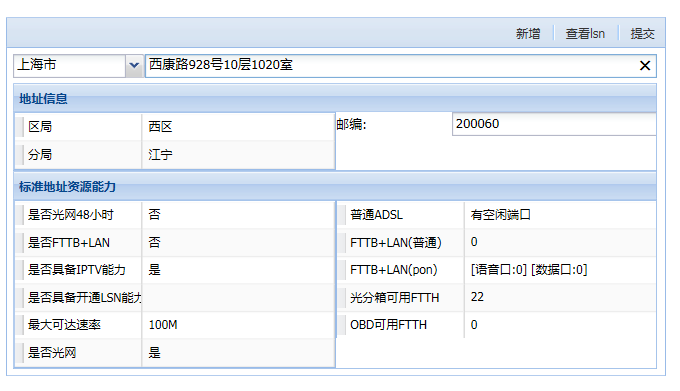 新增 查看lsn 提交
上海市 西康路928号10层1020室
地址信息
区局 西区 邮编: 200060
分局 江宁
标准地址资源能力
是否光网48小时 否 普通ADSL 有空闲端口
是否FTTB+LAN 否 FTTB+LAN(普通) 0
是否具备IPTV能力 是 FTTB+LAN(pon) [语音口:0] [数据口:0]
是否具备开通LSN能力 光分箱可用FTTH 22
最大可达速率 100M OBD可用FTTH 0
是否光网 是